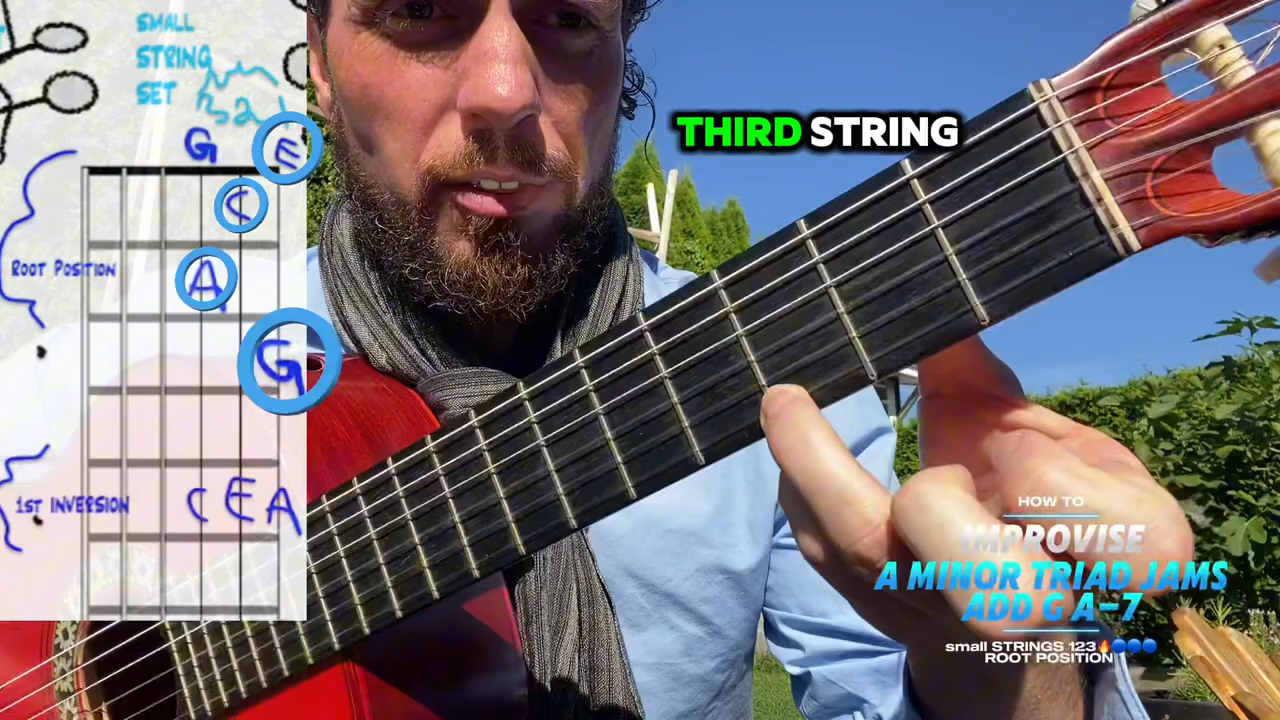 SMALL
STRING
SET
G E
C
ROOT POSITION
A
G
1ST INVERSION
C E A
THIRD STRING
HOW TO
IMPROVISE
A MINOR TRIAD JAMS
ADD G A-7
small STRINGS 123🔥🔵🔵🔵
ROOT POSITION